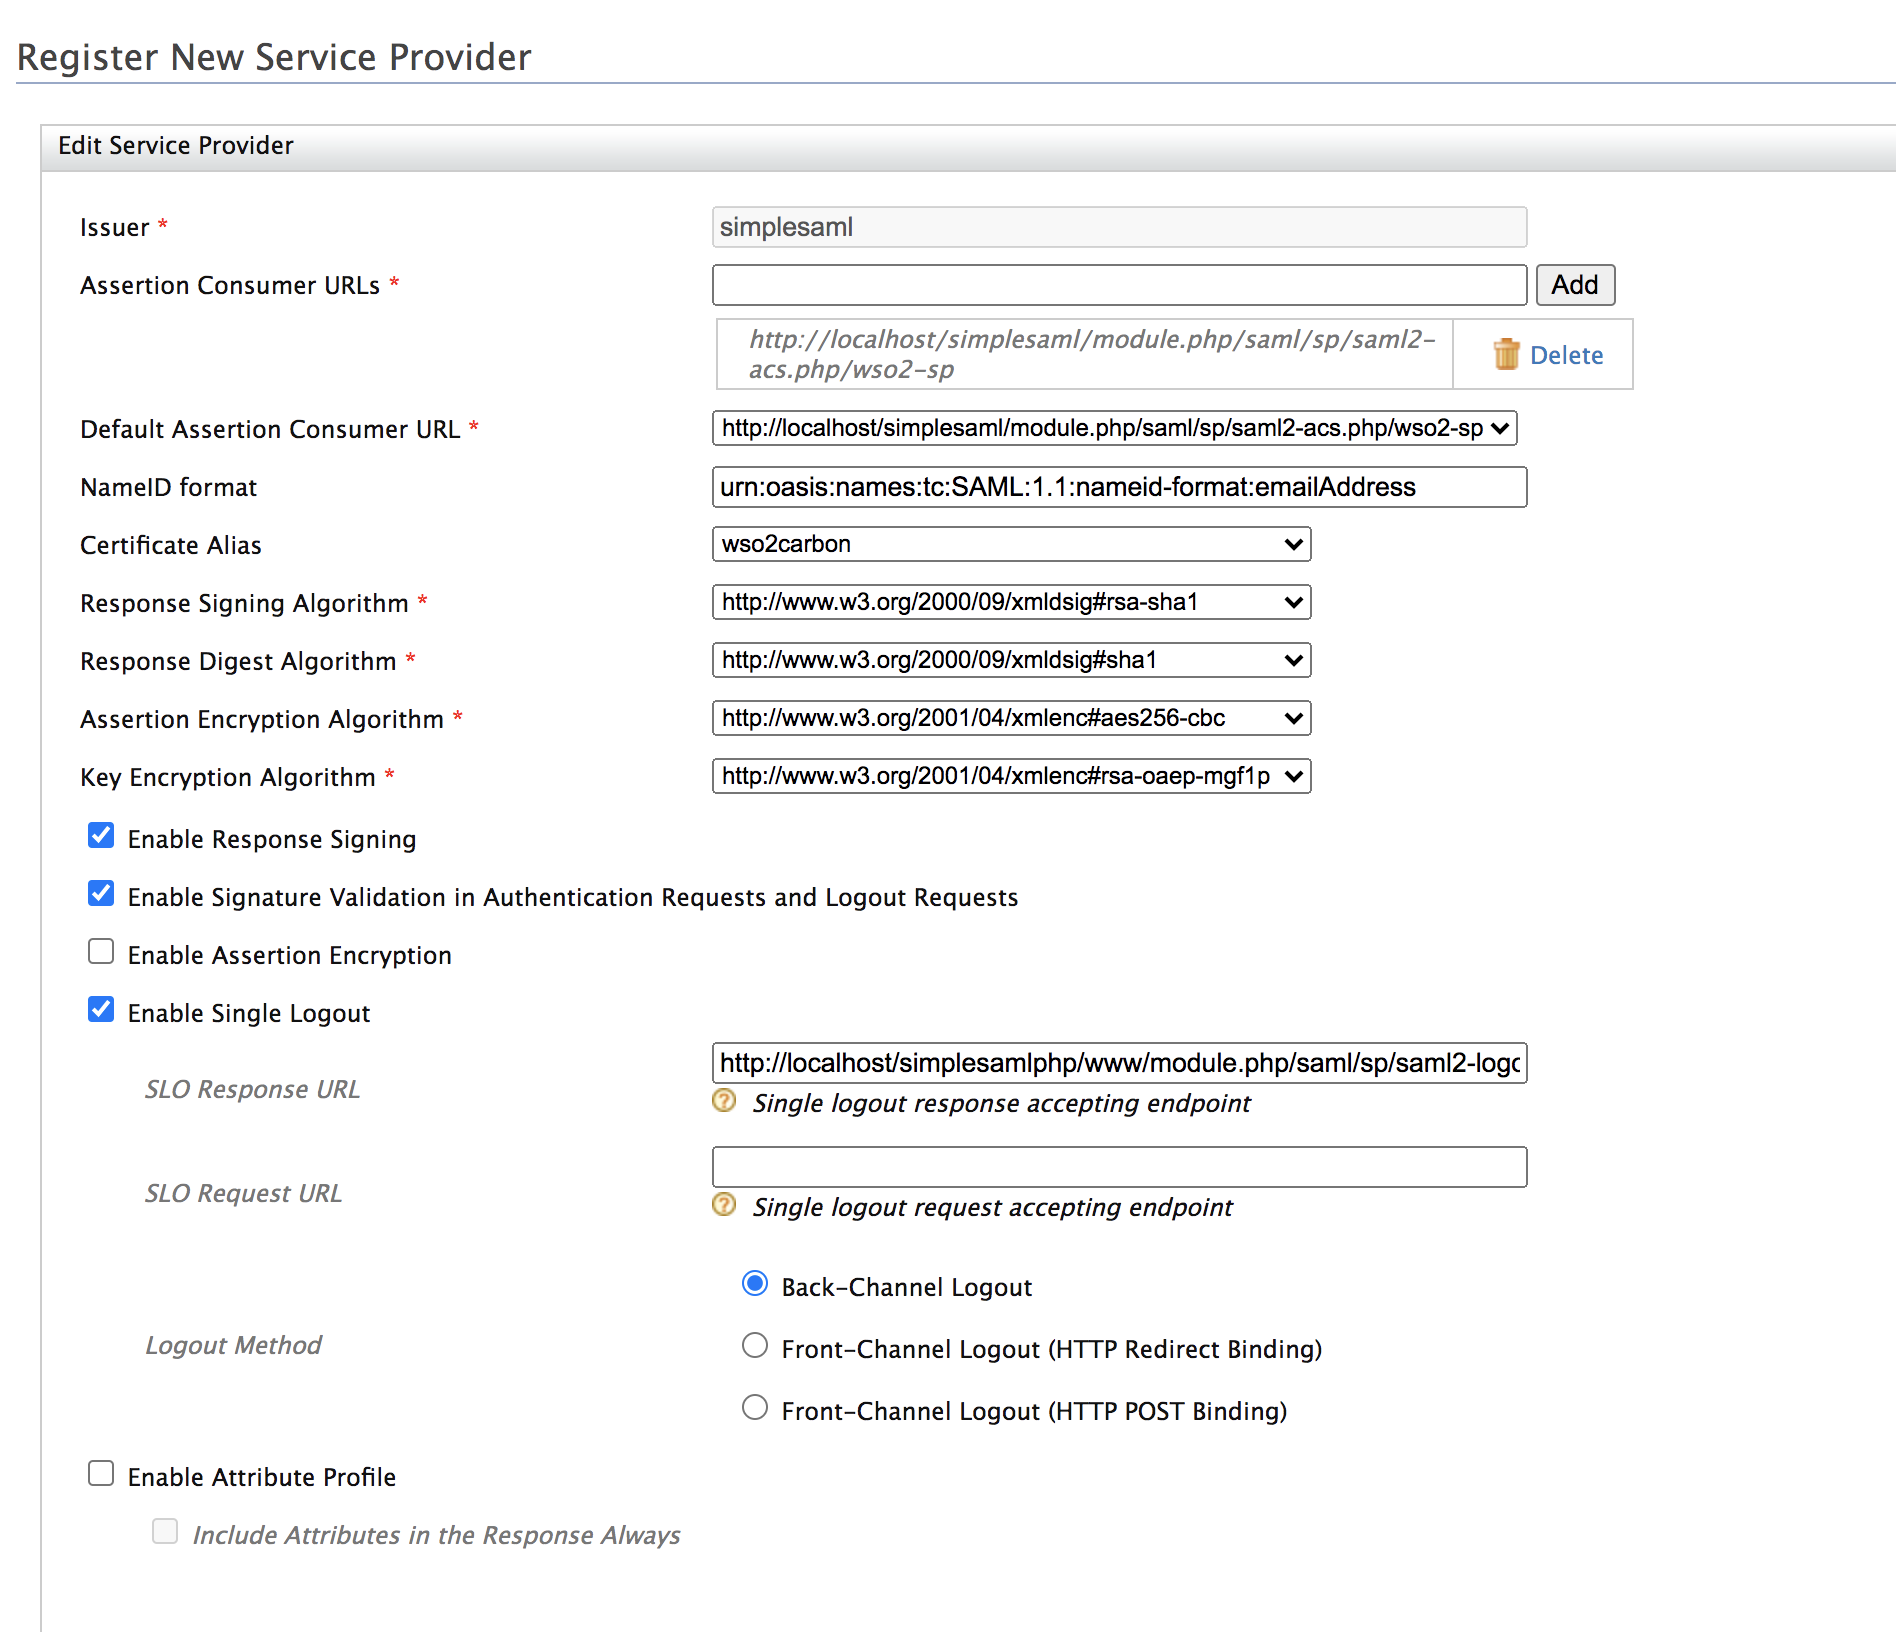 Register New Service Provider
Edit Service Provider
Issuer *
simplesaml
Assertion Consumer URLs *
Add
http://localhost/simplesaml/module.php/saml/sp/saml2-
acs.php/wso2-sp
Delete
Default Assertion Consumer URL *
http://localhost/simplesaml/module.php/saml/sp/saml2-acs.php/wso2-sp
NameID format
urn:oasis:names:tc:SAML:1.1:nameid-format:emailAddress
Certificate Alias
wso2carbon
Response Signing Algorithm *
http://www.w3.org/2000/09/xmldsig#rsa-sha1
Response Digest Algorithm *
http://www.w3.org/2000/09/xmldsig#sha1
Assertion Encryption Algorithm *
http://www.w3.org/2001/04/xmlenc#aes256-cbc
Key Encryption Algorithm *
http://www.w3.org/2001/04/xmlenc#rsa-oaep-mgf1p
Enable Response Signing
Enable Signature Validation in Authentication Requests and Logout Requests
Enable Assertion Encryption
Enable Single Logout
SLO Response URL
http://localhost/simplesamlphp/www/module.php/saml/sp/saml2-logo
? Single logout response accepting endpoint
SLO Request URL
? Single logout request accepting endpoint
Logout Method
Back-Channel Logout
Front-Channel Logout (HTTP Redirect Binding)
Front-Channel Logout (HTTP POST Binding)
Enable Attribute Profile
Include Attributes in the Response Always